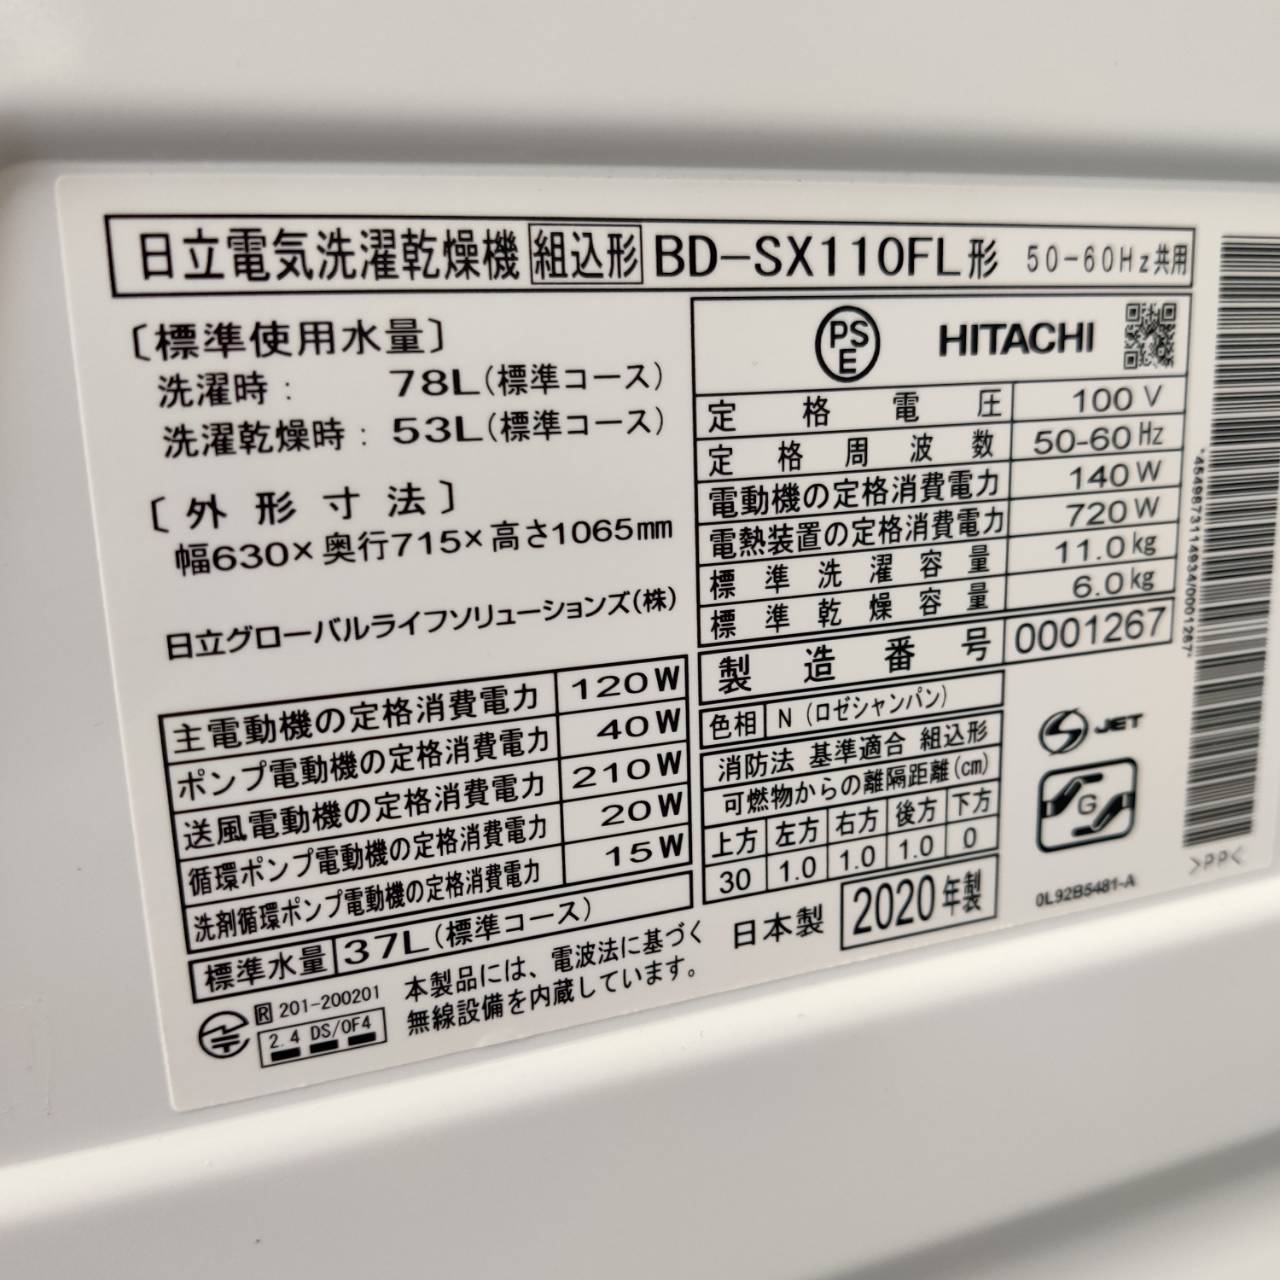 日立電気洗濯乾燥機 組込形 BD-SX110FL形 50-60Hz共用
〔標準使用水量〕
洗濯時: 78L(標準コース)
洗濯乾燥時: 53L(標準コース)
〔外形寸法〕
幅630×奥行715×高さ1065mm
日立グローバルライフソリューションズ(株)
主電動機の定格消費電力 120W
ポンプ電動機の定格消費電力 40W
送風電動機の定格消費電力 210W
循環ポンプ電動機の定格消費電力 20W
洗剤循環ポンプ電動機の定格消費電力 15W
標準水量 37L(標準コース)
R 201-200201
2.4 DS/OF4
本製品には、電波法に基づく
無線設備を内蔵しています。
PSE HITACHI
定格電圧 100V
定格周波数 50-60Hz
電動機の定格消費電力 140W
電熱装置の定格消費電力 720W
標準洗濯容量 11.0kg
標準乾燥容量 6.0kg
製造番号 0001267
色相 N(ロゼシャンパン)
消防法 基準適合 組込形
可燃物からの離隔距離(cm)
上方 左方 右方 後方 下方
30 1.0 1.0 1.0 0
日本製 2020年製
S JET
G
0L92B5481-A
*4549873114934/0001267*
>PP<